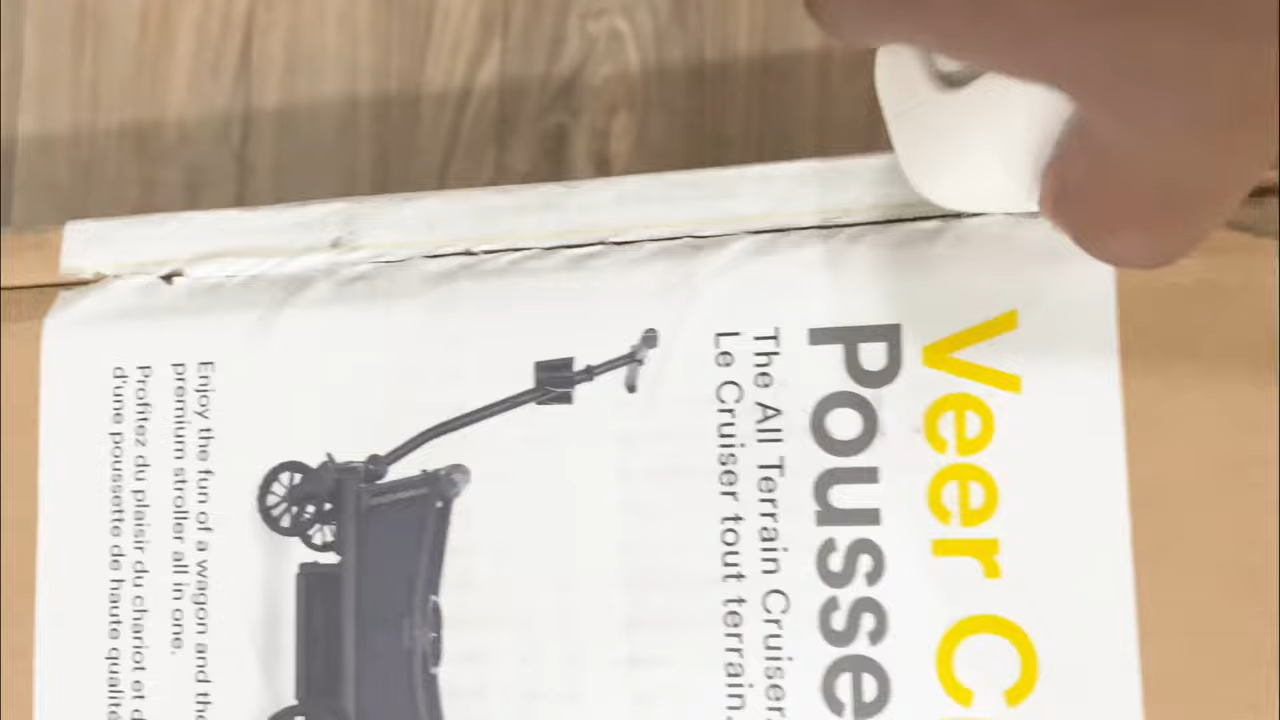 Veer C
Pousse
The All Terrain Cruiser.
Le Cruiser tout terrain.
Enjoy the fun of a wagon and the
premium stroller all in one.
Profitez du plaisir du chariot et d
d'une poussette de haute qualité